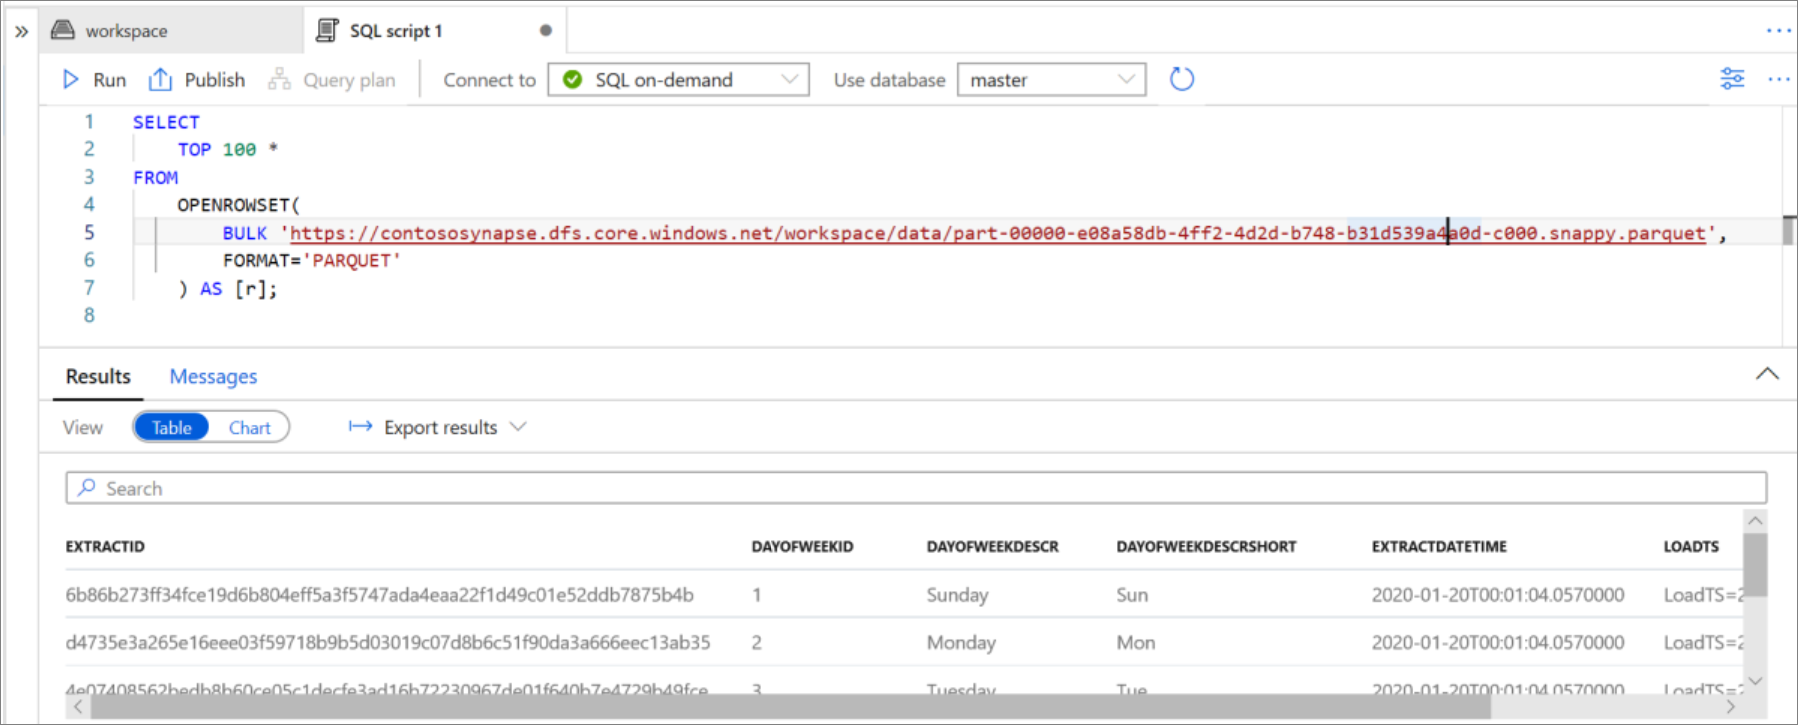 workspace
SQL script 1
Run
Publish
Query plan
Connect to
SQL on-demand
Use database
master
1 SELECT
2 TOP 100 *
3 FROM
4 OPENROWSET(
5 BULK 'https://contososynapse.dfs.core.windows.net/workspace/data/part-00000-e08a58db-4ff2-4d2d-b748-b31d539a4a0d-c000.snappy.parquet',
6 FORMAT='PARQUET'
7 ) AS [r];
8
Results Messages
View Table Chart Export results
Search
EXTRACTID DAYOFWEEKID DAYOFWEEKDESCR DAYOFWEEKDESCRSHORT EXTRACTDATETIME LOADTS
6b86b273ff34fce19d6b804eff5a3f5747ada4eaa22f1d49c01e52ddb7875b4b 1 Sunday Sun 2020-01-20T00:01:04.0570000 LoadTS=2
d4735e3a265e16eee03f59718b9b5d03019c07d8b6c51f90da3a666eec13ab35 2 Monday Mon 2020-01-20T00:01:04.0570000 LoadTS=2
4e07408562bedb8b60ce05c1decfe3ad16b72230967de01f640b7e4729b49fce 3 Tuesday Tue 2020-01-20T00:01:04.0570000 LoadTS=2